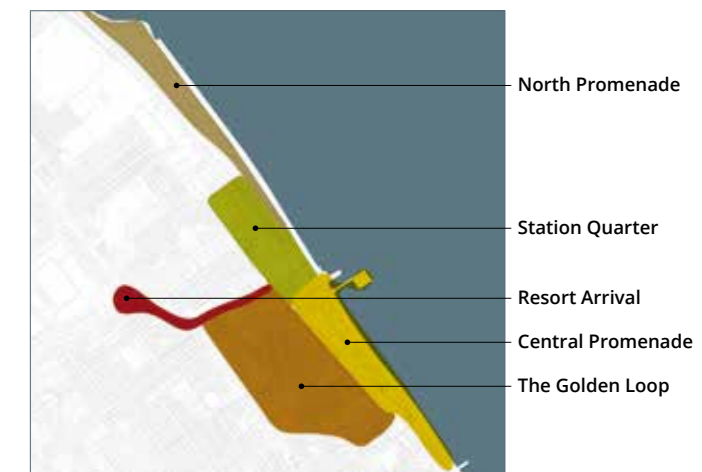 North Promenade
Station Quarter
Resort Arrival
Central Promenade
The Golden Loop